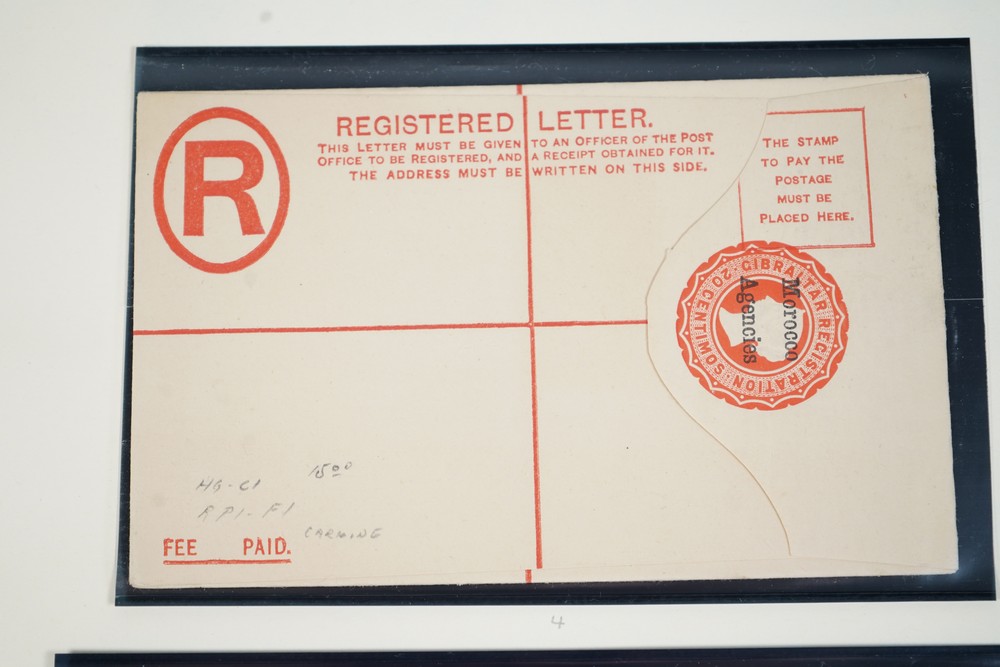 R
REGISTERED LETTER.
THIS LETTER MUST BE GIVEN TO AN OFFICER OF THE POST
OFFICE TO BE REGISTERED, AND A RECEIPT OBTAINED FOR IT.
THE ADDRESS MUST BE WRITTEN ON THIS SIDE.
THE STAMP
TO PAY THE
POSTAGE
MUST BE
PLACED HERE.
GIBRALTAR REGISTRATION
20 CENTIMOS
Morocco
Agencies
HG-C1 15.00
RP1-F1
CARMINE
FEE PAID.
4